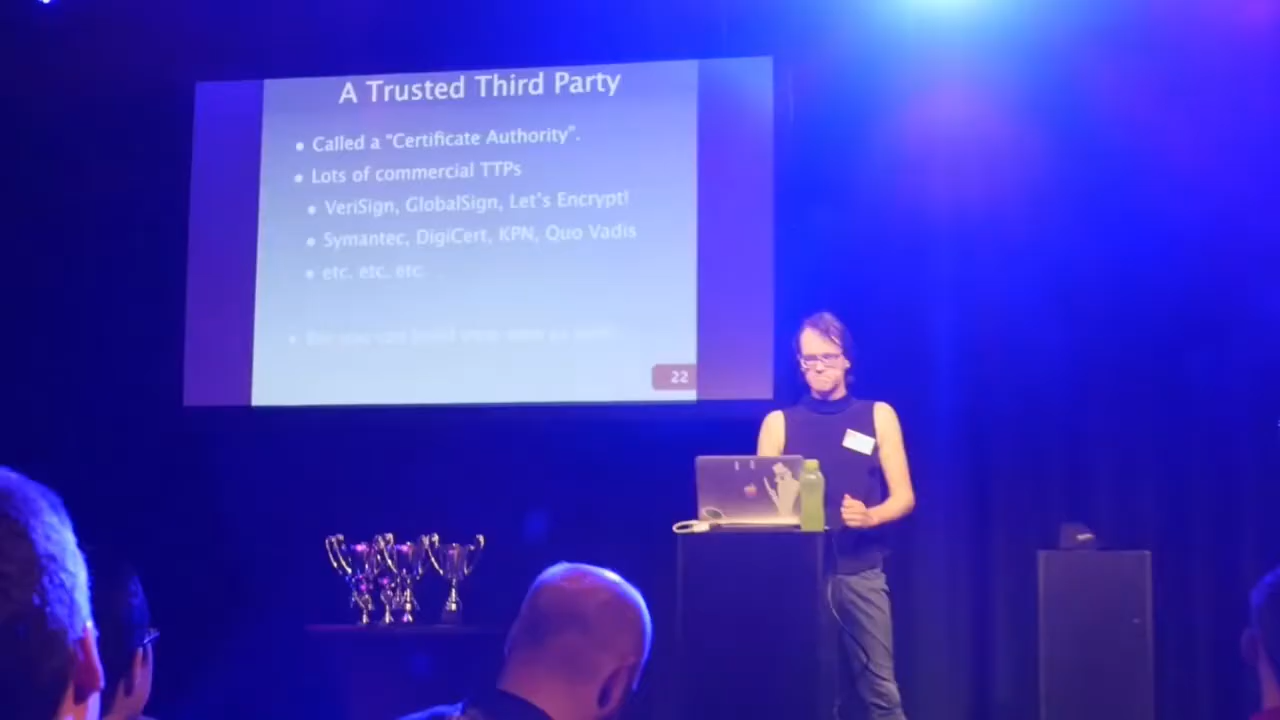 A Trusted Third Party
• Called a "Certificate Authority".
• Lots of commercial TTPs
• VeriSign, GlobalSign, Let's Encrypt!
• Symantec, DigiCert, KPN, Quo Vadis
• etc. etc. etc.
22